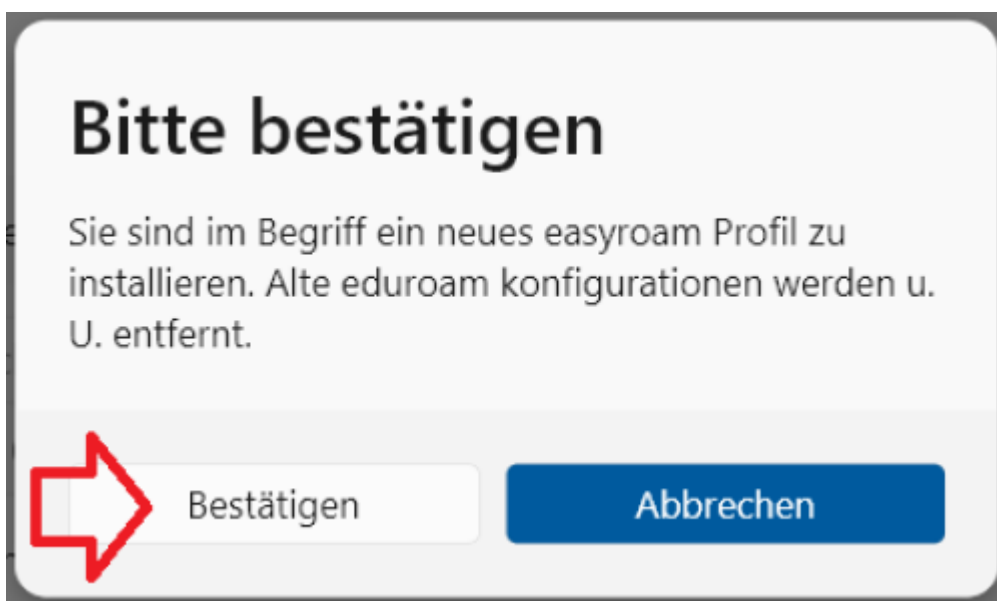 Bitte bestätigen
Sie sind im Begriff ein neues easyroam Profil zu
installieren. Alte eduroam konfigurationen werden u.
U. entfernt.
Bestätigen
Abbrechen